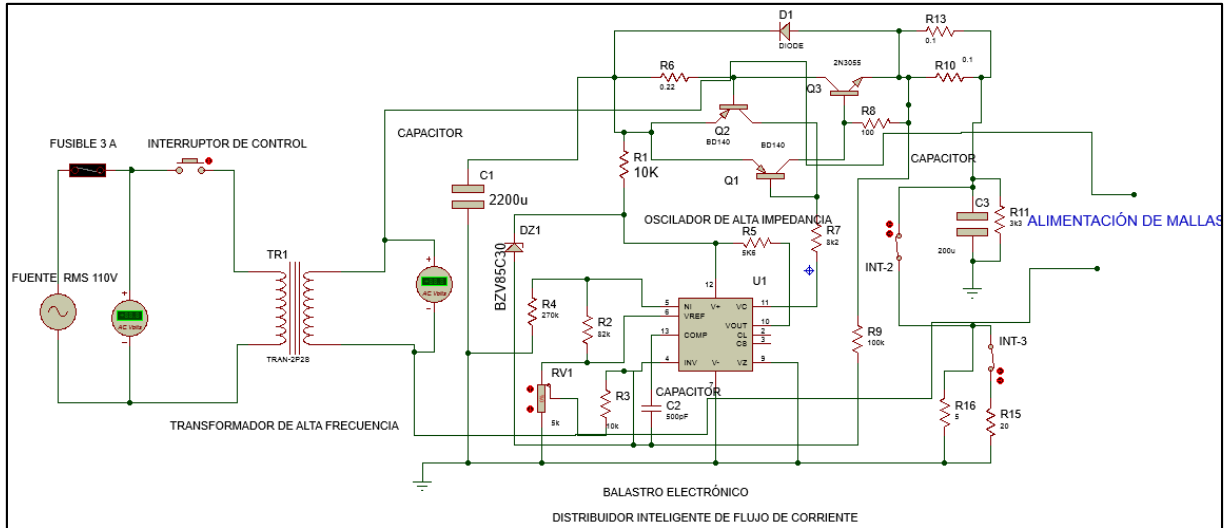 D1
DIODE
R13
0.1
R6
0.22
2N3055
Q3
R10
0.1
R8
100
Q2
BD140
BD140
Q1
CAPACITOR
FUSIBLE 3 A
INTERRUPTOR DE CONTROL
CAPACITOR
R1
10K
C1
2200u
C3
200u
R11
3k3
ALIMENTACIÓN DE MALLAS
OSCILADOR DE ALTA IMPEDANCIA
R7
8k2
DZ1
BZV85C30
R5
5K6
INT-2
TR1
TRAN-2P2S
FUENTE RMS 110V
AC Volts
AC Volts
U1
R4
270k
R2
82k
12
5
NI
V+
VC
11
6
VREF
VOUT
10
13
COMP
CL
2
CS
3
4
INV
V-
VZ
9
7
R9
100k
INT-3
RV1
5k
R3
10k
CAPACITOR
C2
500pF
R16
5
R15
20
TRANSFORMADOR DE ALTA FRECUENCIA
BALASTRO ELECTRÓNICO
DISTRIBUIDOR INTELIGENTE DE FLUJO DE CORRIENTE